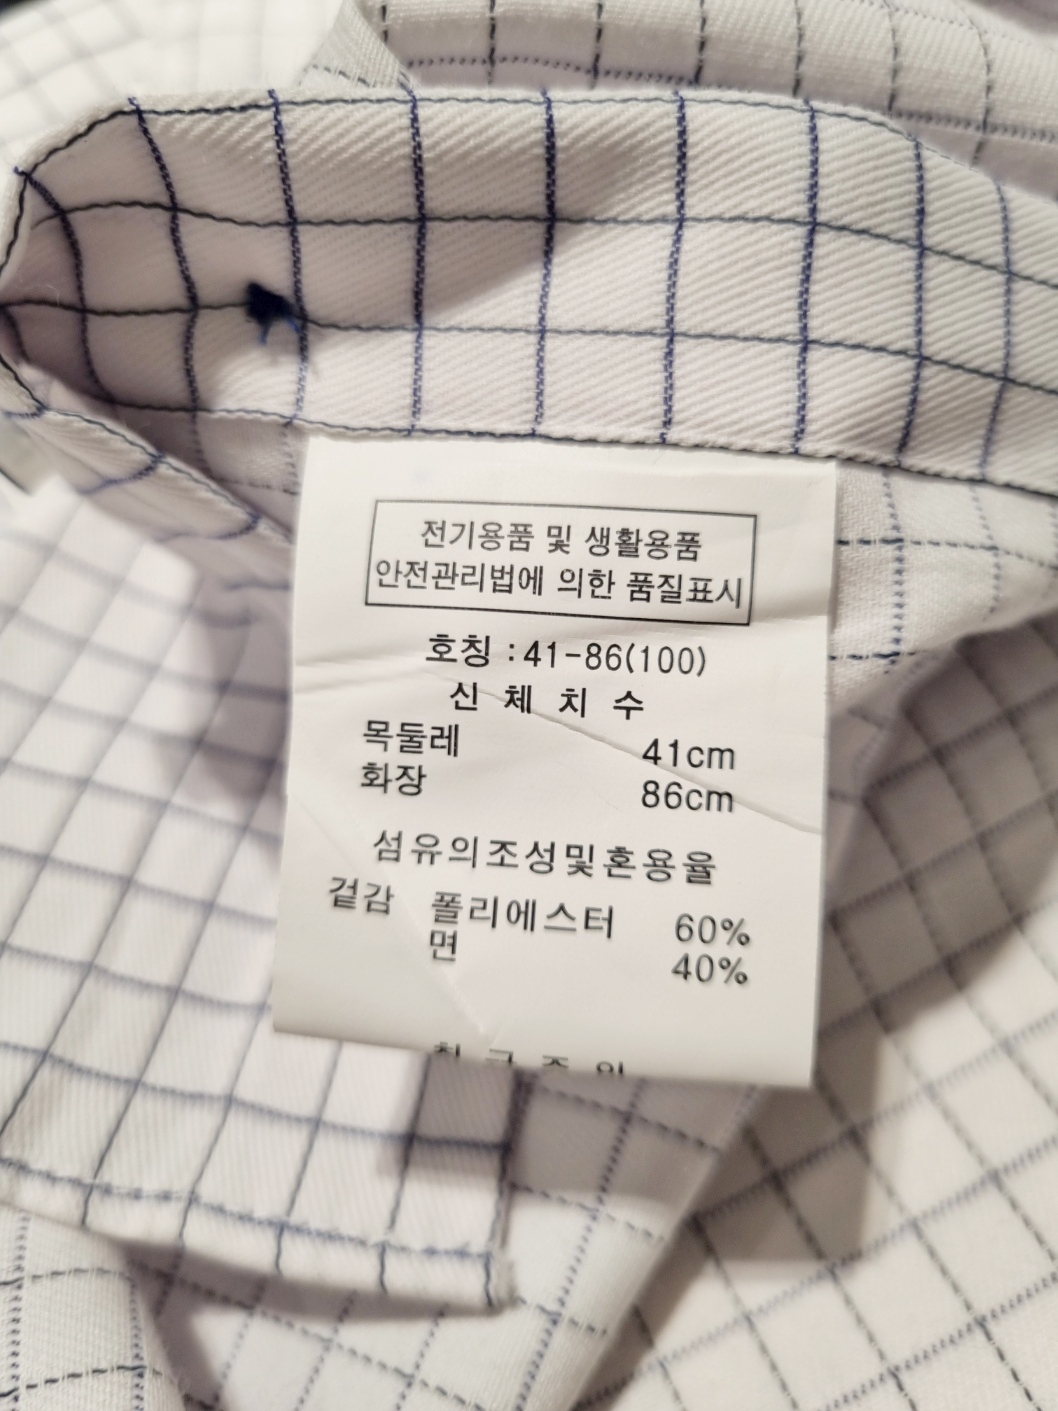 전기용품 및 생활용품
안전관리법에 의한 품질표시
호칭 : 41-86(100)
신 체 치 수
목둘레 41cm
화장 86cm
섬유의조성및혼용율
겉감 폴리에스터 60%
면 40%